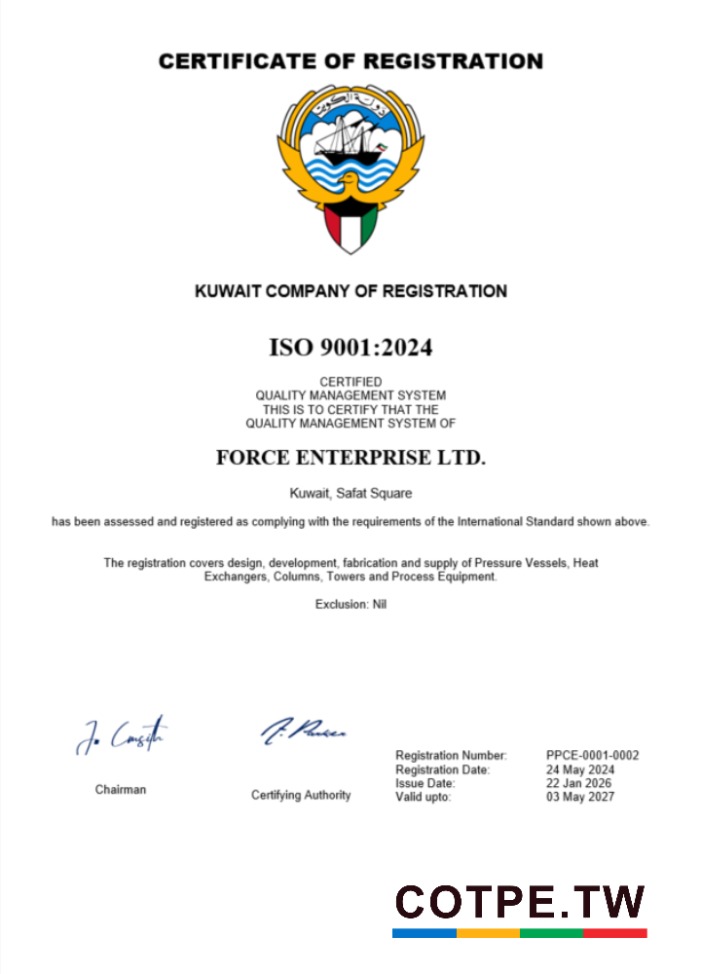 CERTIFICATE OF REGISTRATION
دولة الكويت
KUWAIT COMPANY OF REGISTRATION
ISO 9001:2024
CERTIFIED
QUALITY MANAGEMENT SYSTEM
THIS IS TO CERTIFY THAT THE
QUALITY MANAGEMENT SYSTEM OF
FORCE ENTERPRISE LTD.
Kuwait, Safat Square
has been assessed and registered as complying with the requirements of the International Standard shown above.
The registration covers design, development, fabrication and supply of Pressure Vessels, Heat
Exchangers, Columns, Towers and Process Equipment.
Exclusion: Nil
Chairman
Certifying Authority
Registration Number: PPCE-0001-0002
Registration Date: 24 May 2024
Issue Date: 22 Jan 2026
Valid upto: 03 May 2027
COTPE.TW